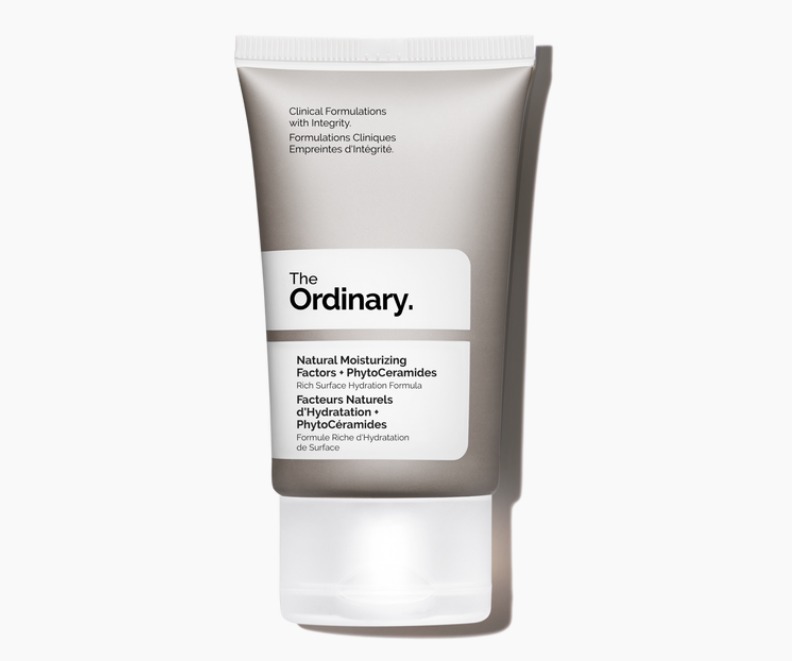 Clinical Formulations
with Integrity.
Formulations Cliniques
Empreintes d'Intégrité.
The
Ordinary.
Natural Moisturizing
Factors + PhytoCeramides
Rich Surface Hydration Formula
Facteurs Naturels
d'Hydratation +
PhytoCéramides
Formule Riche d'Hydratation
de Surface